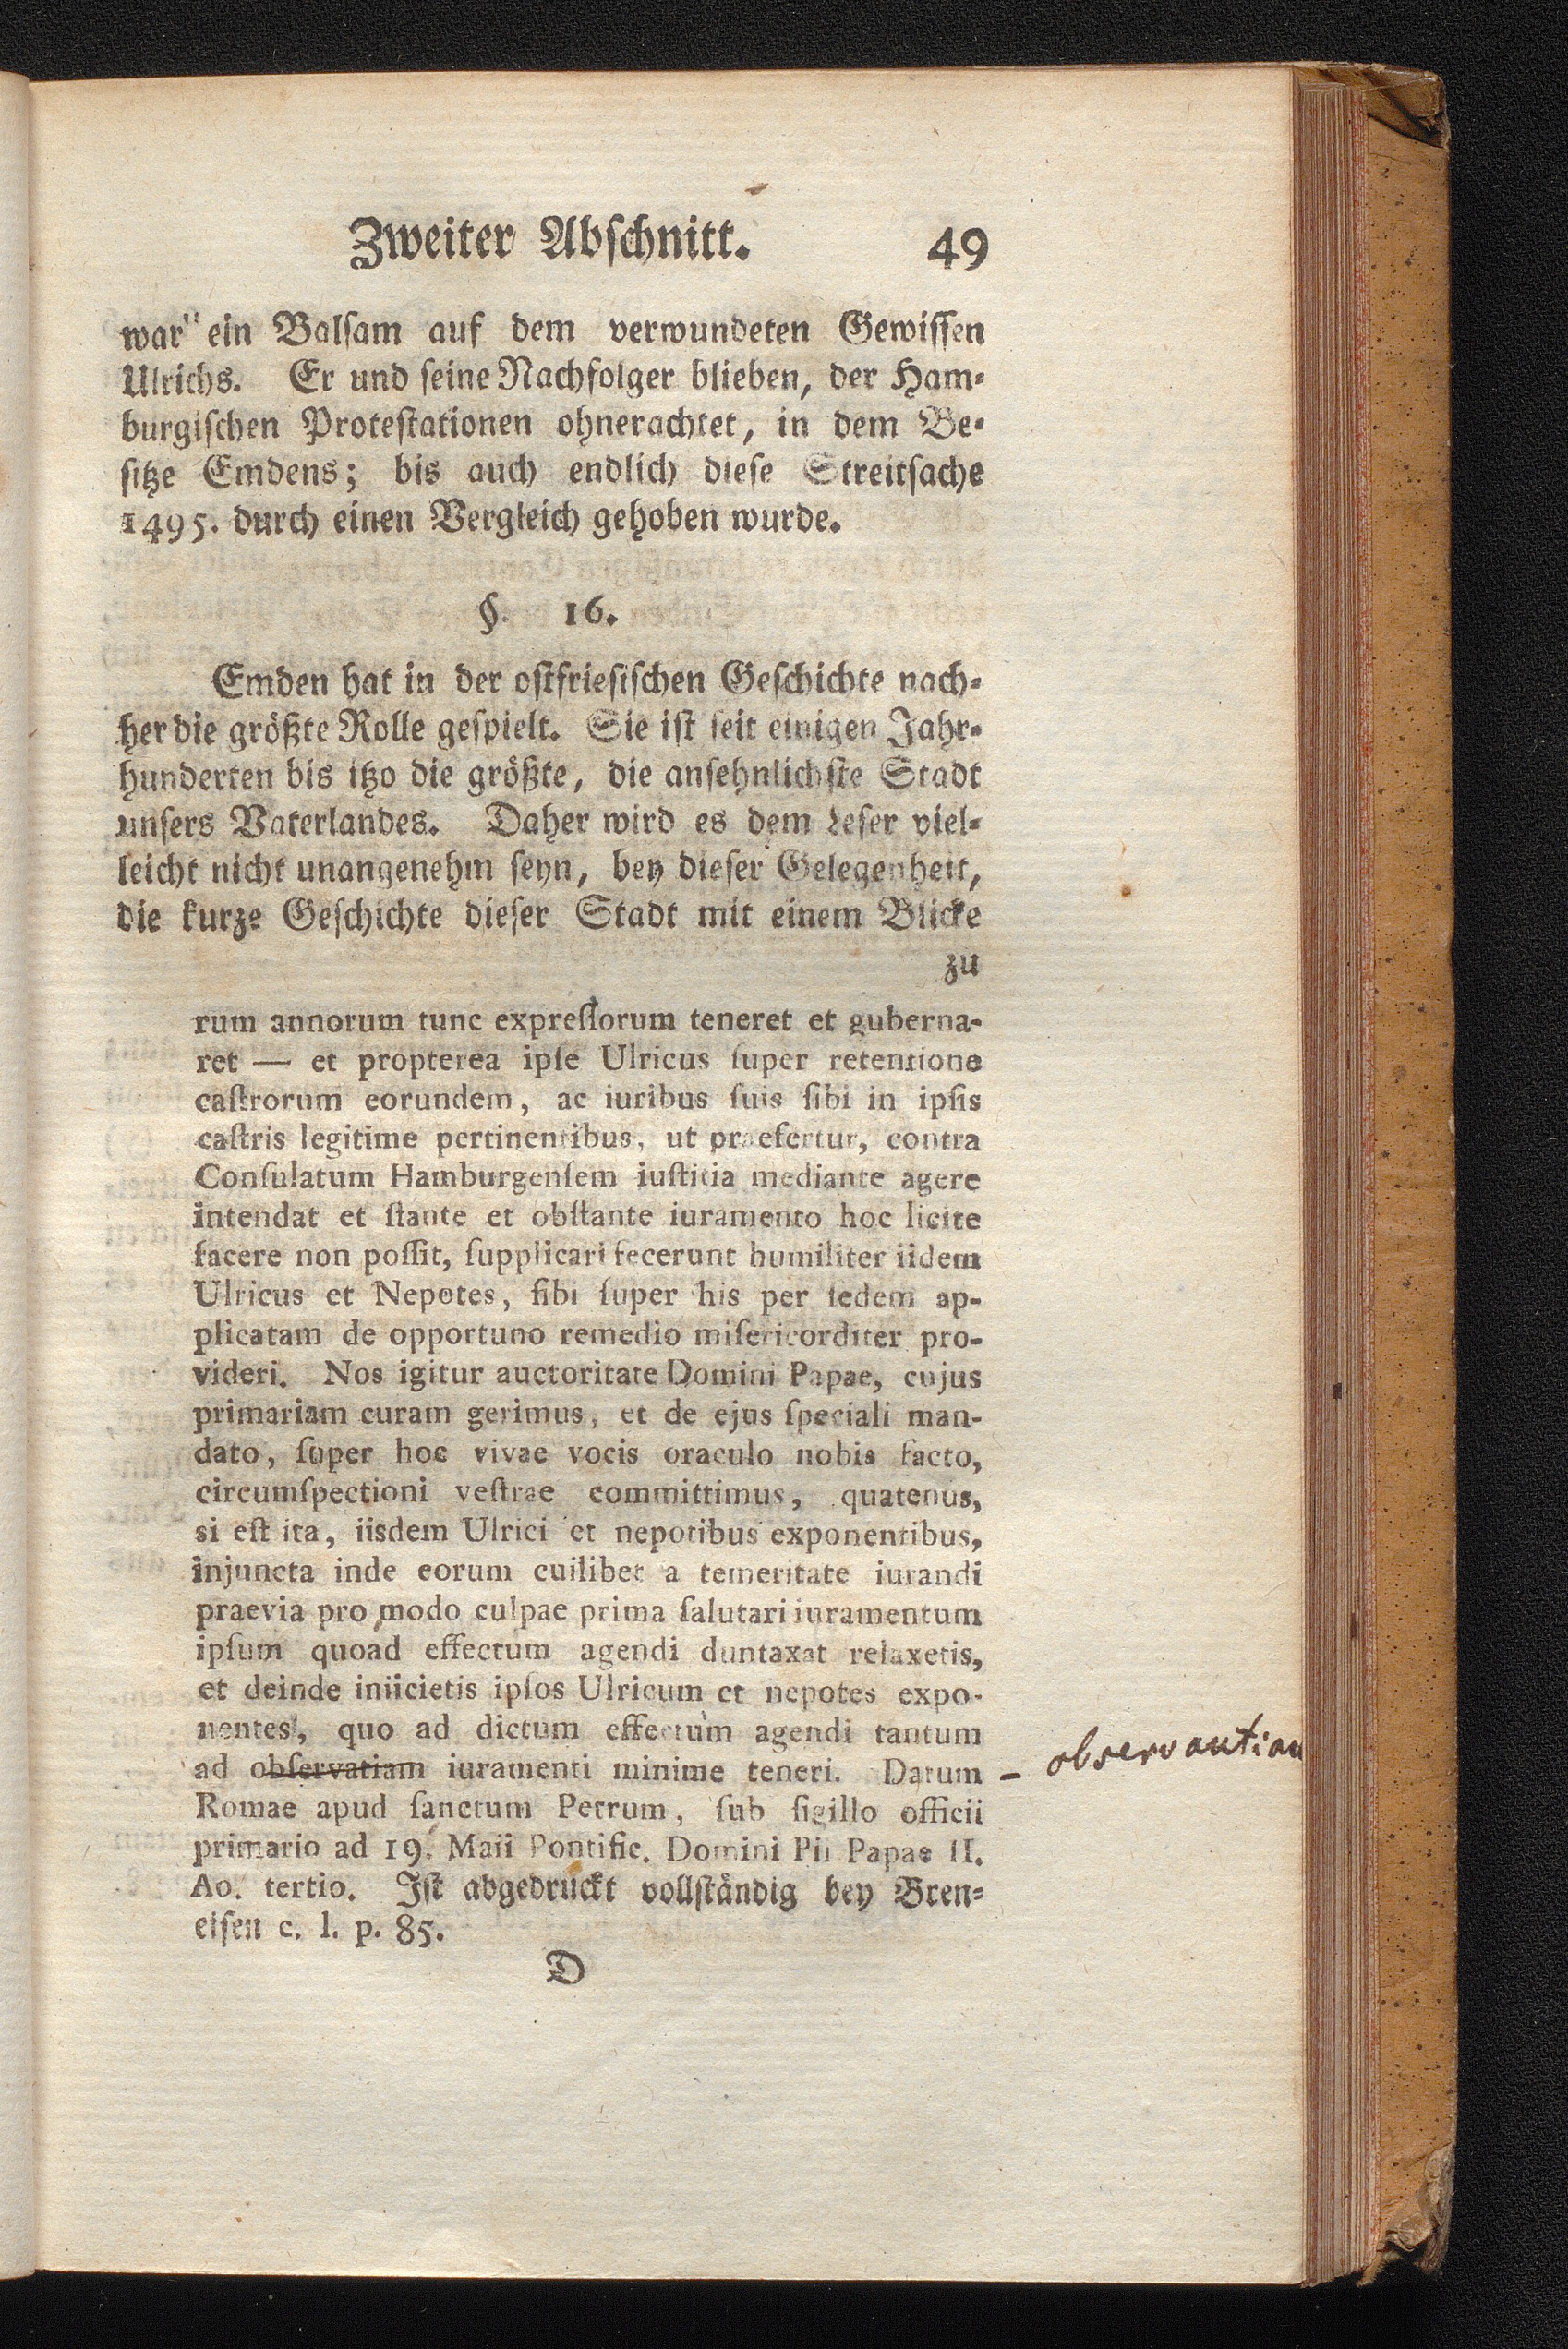 Zweiter Abschnitt. 49
war ein Balsam auf dem verwundeten Gewissen
Ulrichs. Er und seine Nachfolger blieben, der Ham-
burgischen Protestationen ohnerachtet, in dem Be-
sitze Emdens; bis auch endlich diese Streitsache
1495. durch einen Vergleich gehoben wurde.
§. 16.
Emden hat in der ostfriesischen Geschichte nach-
her die größte Rolle gespielt. Sie ist seit einigen Jahr-
hunderten bis itzo die größte, die ansehnlichste Stadt
unsers Vaterlandes. Daher wird es dem Leser viel-
leicht nicht unangenehm seyn, bey dieser Gelegenheit,
die kurze Geschichte dieser Stadt mit einem Blicke
zu
rum annorum tunc expreſſorum teneret et guberna-
ret — et propterea ipſe Ulricus ſuper retentione
caſtrorum eorundem, ac iuribus ſuis ſibi in ipſis
caſtris legitime pertinentibus, ut praefertur, contra
Conſulatum Hamburgenſem iuſtitia mediante agere
intendat et ſtante et obſtante iuramento hoc licite
facere non poſſit, ſupplicari fecerunt humiliter iidem
Ulricus et Nepotes, ſibi ſuper his per ſedem ap-
plicatam de opportuno remedio miſericorditer pro-
videri. Nos igitur auctoritate Domini Papae, cujus
primariam curam gerimus, et de ejus ſpeciali man-
dato, ſuper hoc vivae vocis oraculo nobis facto,
circumſpectioni veſtrae committimus, quatenus,
si eſt ita, iisdem Ulrici et nepotibus exponentibus,
injuncta inde eorum cuilibet a temeritate iurandi
praevia pro modo culpae prima ſalutari iuramentum
ipſum quoad effectum agendi duntaxat relaxetis,
et deinde iniicietis ipſos Ulricum et nepotes expo-
nentes, quo ad dictum effectum agendi tantum
ad obſervatiam iuramenti minime teneri. Datum – observantiam
Romae apud ſanctum Petrum, ſub ſigillo officii
primario ad 19. Maii Pontific. Domini Pii Papae II.
Ao. tertio. Ist abgedruckt vollständig bey Bren-
eisen c. l. p. 85.
D